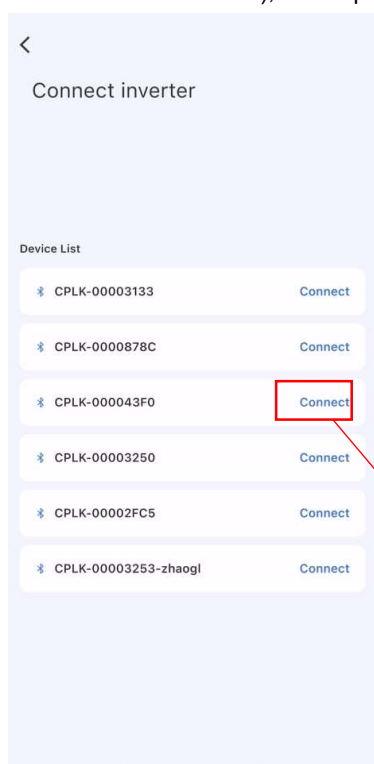 Connect inverter
Device List
CPLK-00003133 Connect
CPLK-0000878C Connect
CPLK-000043F0 Connect
CPLK-00003250 Connect
CPLK-00002FC5 Connect
CPLK-00003253-zhaogl Connect